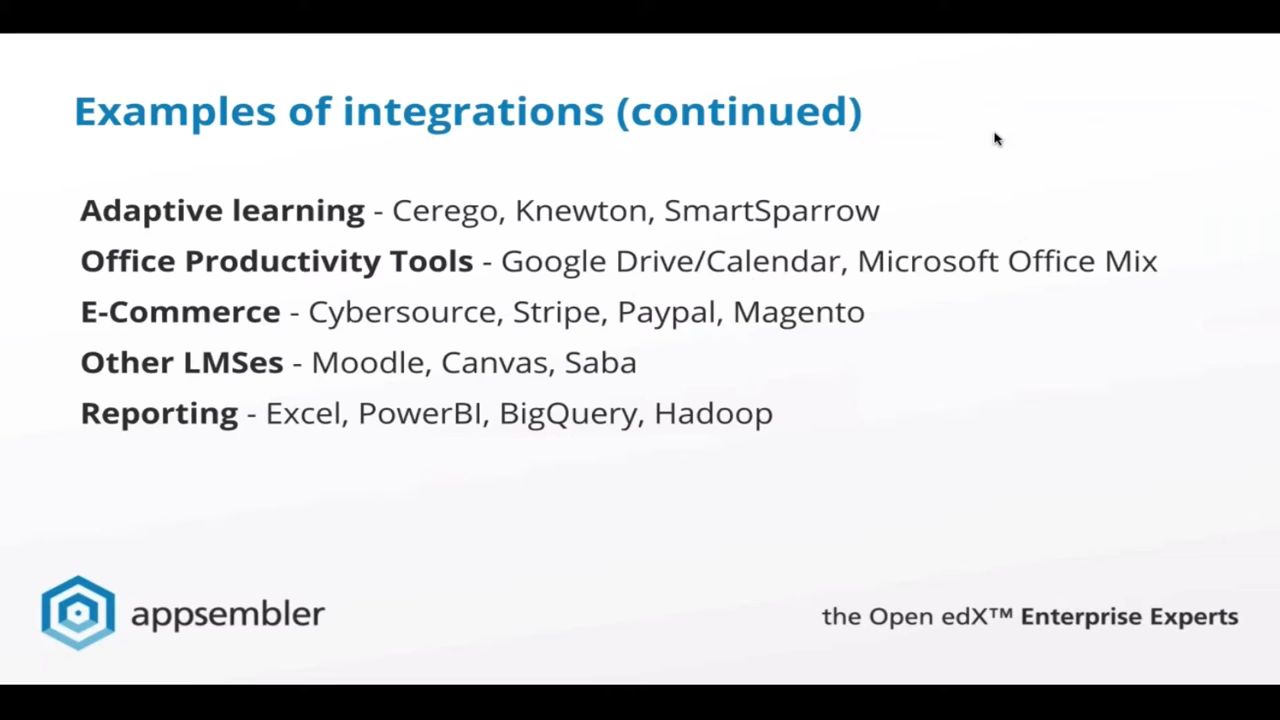 Examples of integrations (continued)
Adaptive learning - Cerego, Knewton, SmartSparrow
Office Productivity Tools - Google Drive/Calendar, Microsoft Office Mix
E-Commerce - Cybersource, Stripe, Paypal, Magento
Other LMSes - Moodle, Canvas, Saba
Reporting - Excel, PowerBI, BigQuery, Hadoop
appsembler
the Open edX™ Enterprise Experts